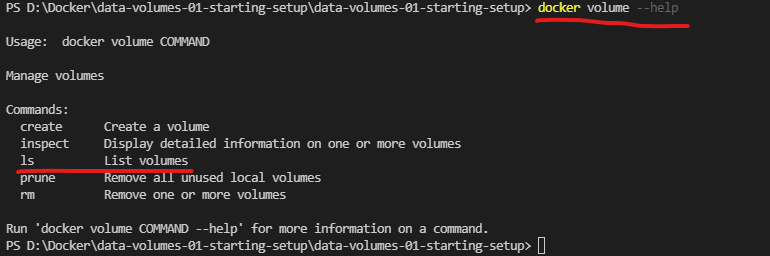 PS D:\Docker\data-volumes-01-starting-setup\data-volumes-01-starting-setup> docker volume --help
Usage:  docker volume COMMAND
Manage volumes
Commands:
  create      Create a volume
  inspect     Display detailed information on one or more volumes
  ls          List volumes
  prune       Remove all unused local volumes
  rm          Remove one or more volumes
Run 'docker volume COMMAND --help' for more information on a command.
PS D:\Docker\data-volumes-01-starting-setup\data-volumes-01-starting-setup>